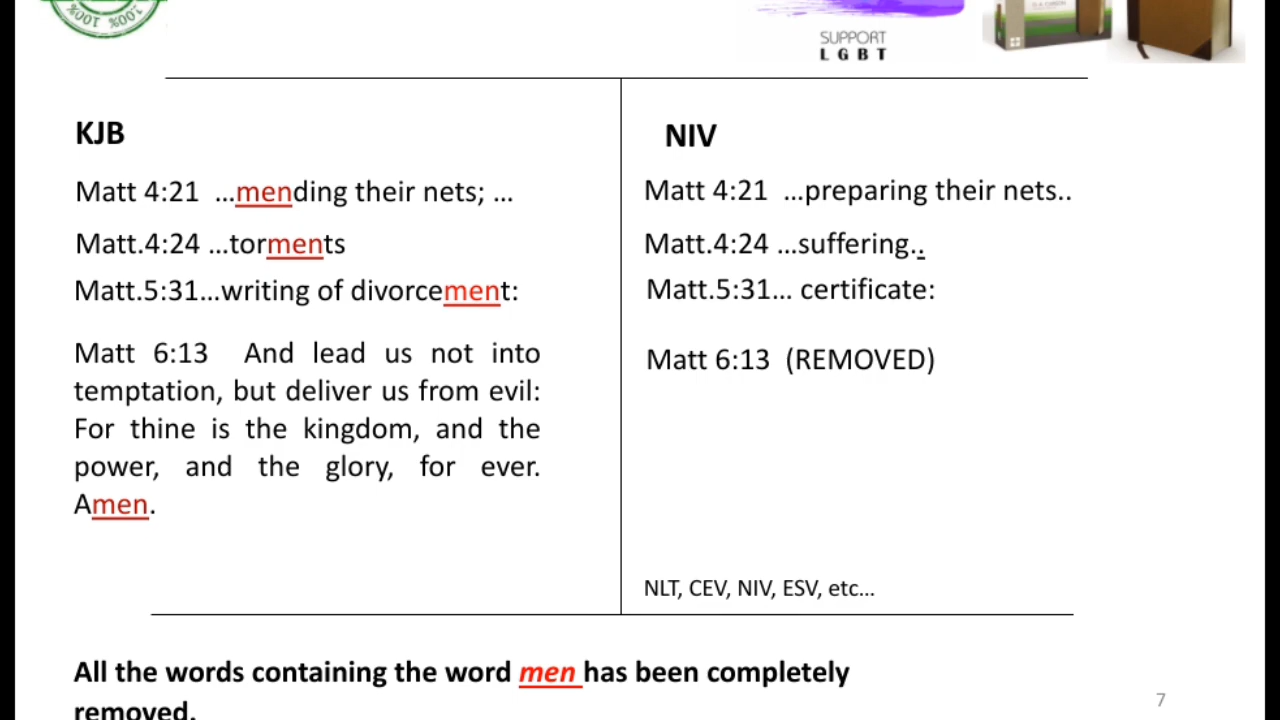 %00T %00T
SUPPORT
LGBT
KJB
NIV
Matt 4:21 …mending their nets; …
Matt 4:21 …preparing their nets..
Matt.4:24 …torments
Matt.4:24 …suffering..
Matt.5:31…writing of divorcement:
Matt.5:31… certificate:
Matt 6:13 And lead us not into
temptation, but deliver us from evil:
For thine is the kingdom, and the
power, and the glory, for ever.
Amen.
Matt 6:13 (REMOVED)
NLT, CEV, NIV, ESV, etc…
All the words containing the word men has been completely
removed.
7